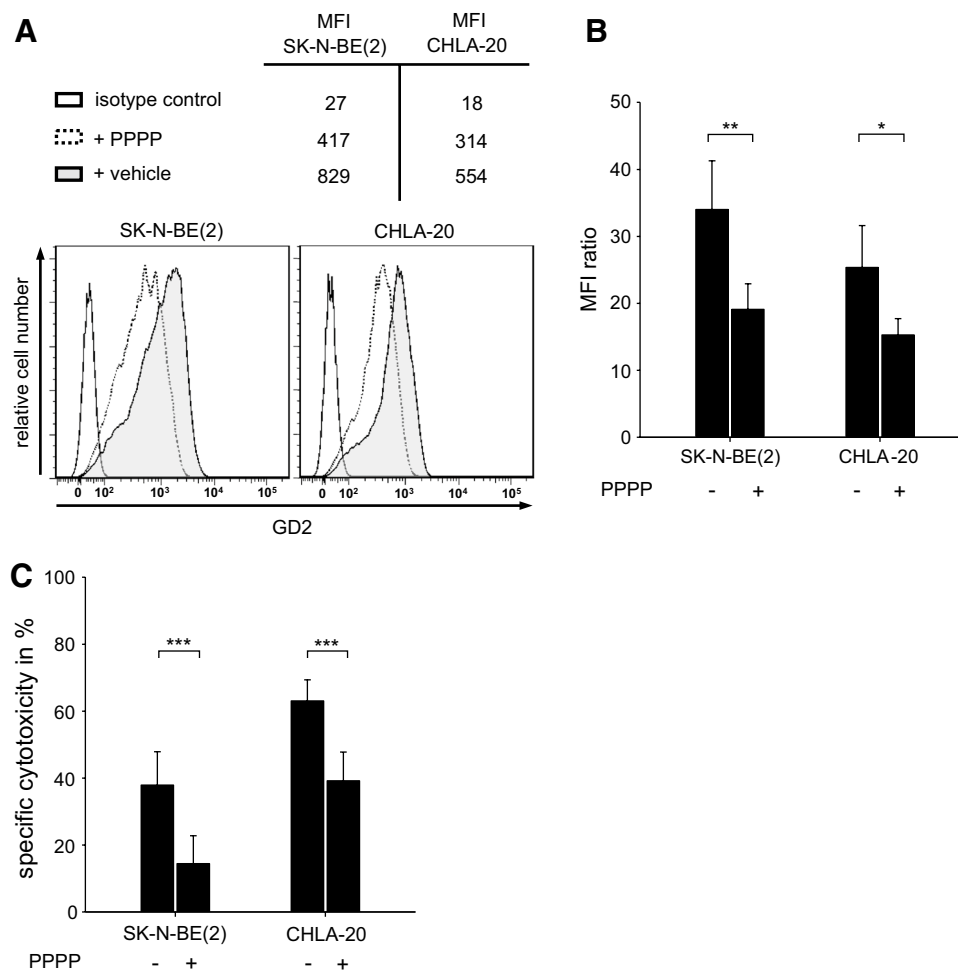 A
MFI SK-N-BE(2)
MFI CHLA-20
isotype control 27 18
+ PPPP 417 314
+ vehicle 829 554
SK-N-BE(2)
CHLA-20
relative cell number
0 10² 10³ 10⁴ 10⁵
0 10² 10³ 10⁴ 10⁵
GD2
B
MFI ratio
50
40
30
20
10
0
** *
SK-N-BE(2) CHLA-20
PPPP - + - +
C
specific cytotoxicity in %
100
80
60
40
20
0
*** ***
SK-N-BE(2) CHLA-20
PPPP - + - +